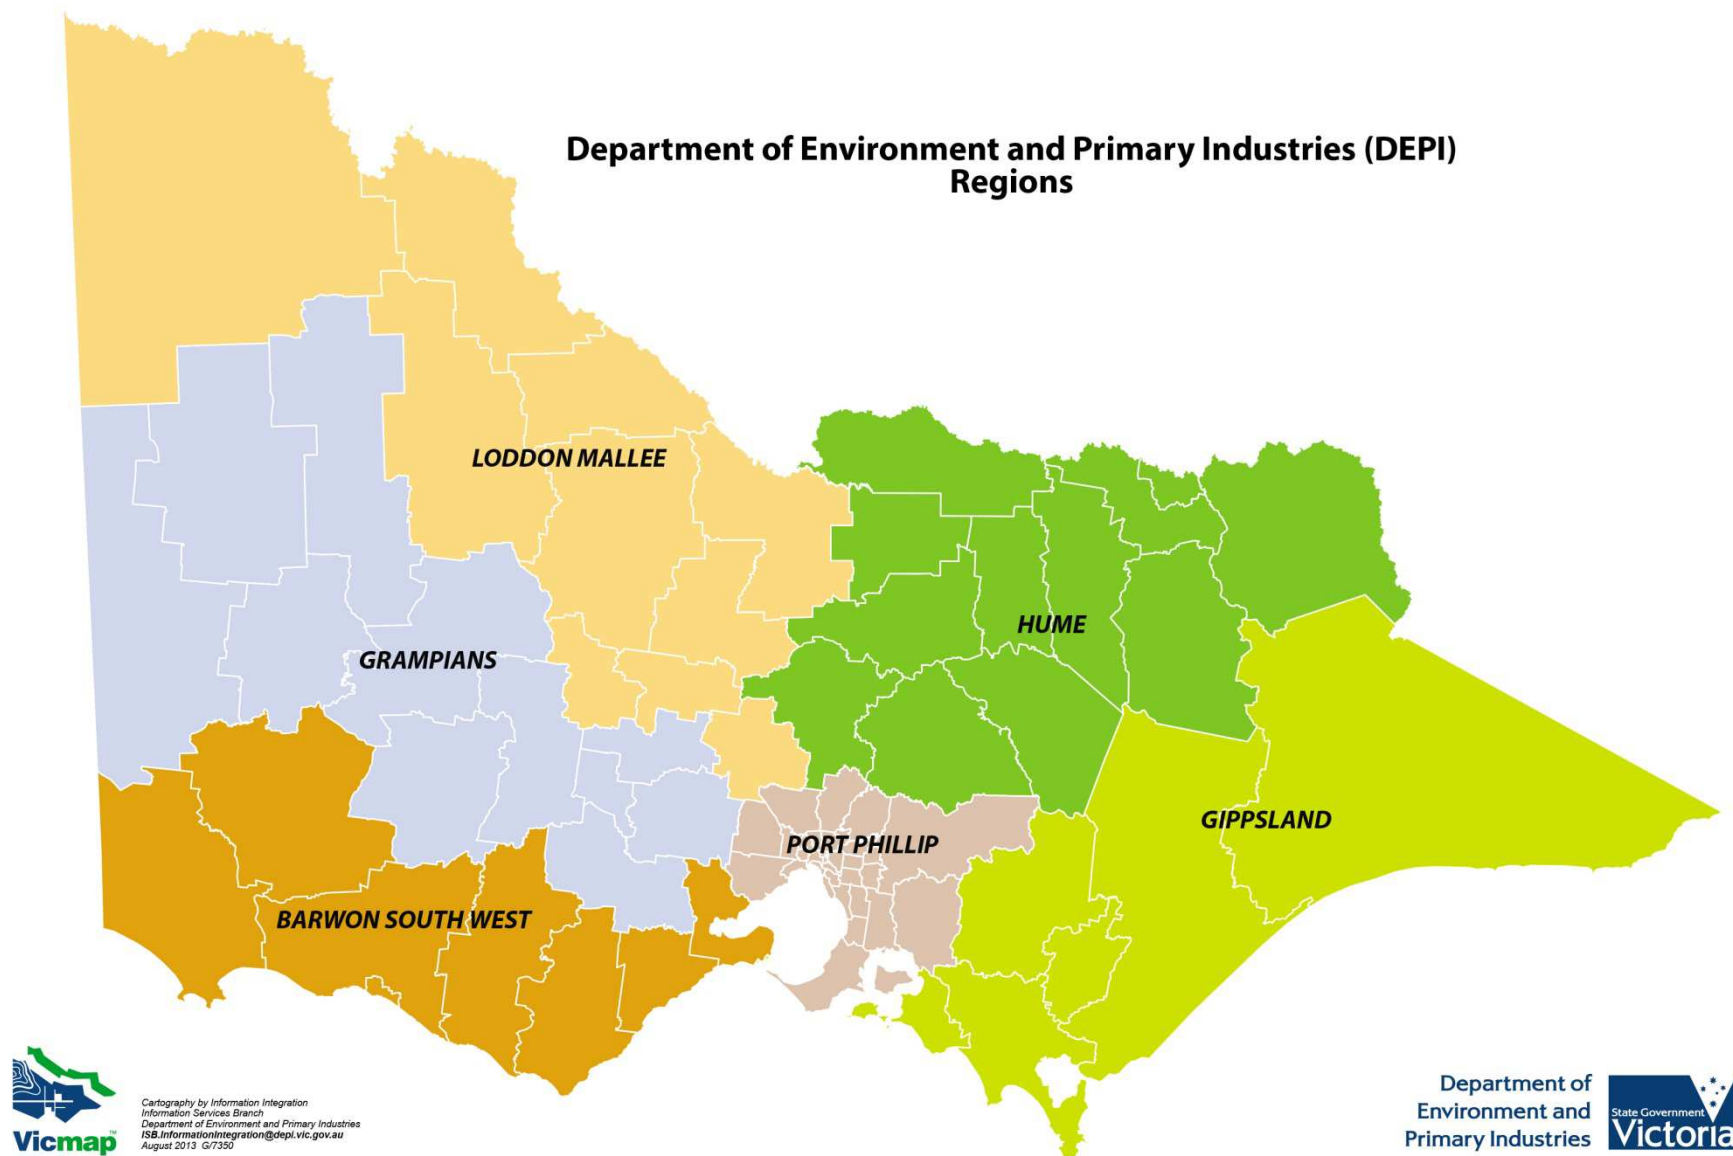 Department of Environment and Primary Industries (DEPI)
Regions
LODDON MALLEE
HUME
GRAMPIANS
GIPPSLAND
PORT PHILLIP
BARWON SOUTH WEST
Vicmap™
Cartography by Information Integration
Information Services Branch
Department of Environment and Primary Industries
ISB.InformationIntegration@depi.vic.gov.au
August 2013 G/7350
Department of
Environment and
Primary Industries
State Government
Victoria